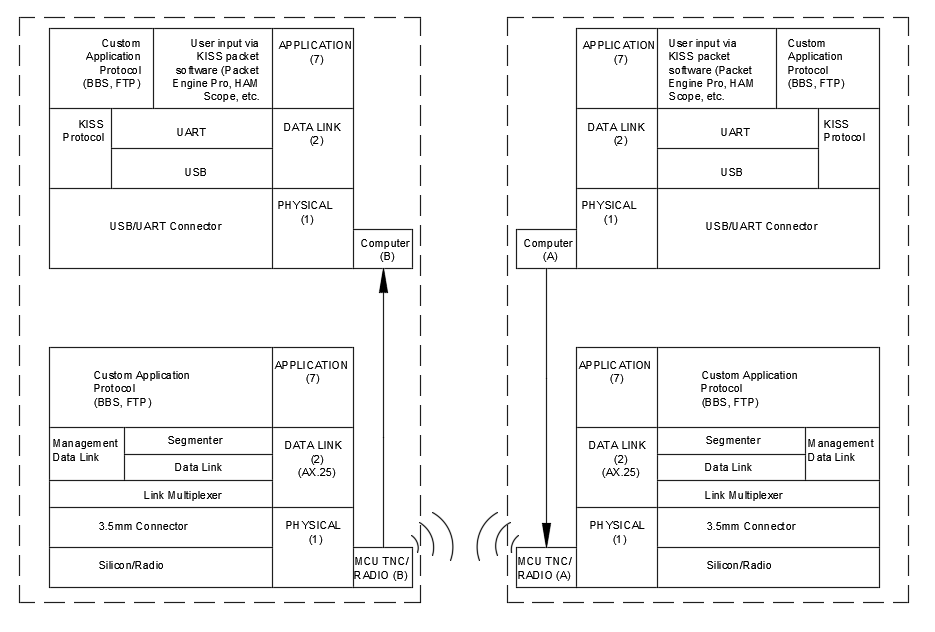 Custom
Application
Protocol
(BBS, FTP)
User input via
KISS packet
software (Packet
Engine Pro, HAM
Scope, etc.
APPLICATION
(7)
KISS
Protocol
UART
USB
DATA LINK
(2)
USB/UART Connector
PHYSICAL
(1)
Computer
(B)
APPLICATION
(7)
User input via
KISS packet
software (Packet
Engine Pro, HAM
Scope, etc.
Custom
Application
Protocol
(BBS, FTP)
DATA LINK
(2)
UART
USB
KISS
Protocol
PHYSICAL
(1)
USB/UART Connector
Computer
(A)
Custom Application
Protocol
(BBS, FTP)
APPLICATION
(7)
Management
Data Link
Segmenter
Data Link
Link Multiplexer
DATA LINK
(2)
(AX.25)
3.5mm Connector
Silicon/Radio
PHYSICAL
(1)
MCU TNC/
RADIO (B)
APPLICATION
(7)
Custom Application
Protocol
(BBS, FTP)
DATA LINK
(2)
(AX.25)
Segmenter
Data Link
Management
Data Link
Link Multiplexer
PHYSICAL
(1)
3.5mm Connector
Silicon/Radio
MCU TNC/
RADIO (A)